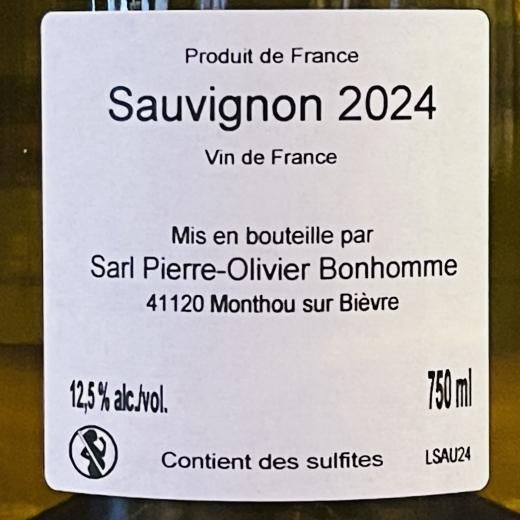 Produit de France
Sauvignon 2024
Vin de France
Mis en bouteille par
Sarl Pierre-Olivier Bonhomme
41120 Monthou sur Bièvre
12,5 % alc./vol.
750 ml
Contient des sulfites
LSAU24